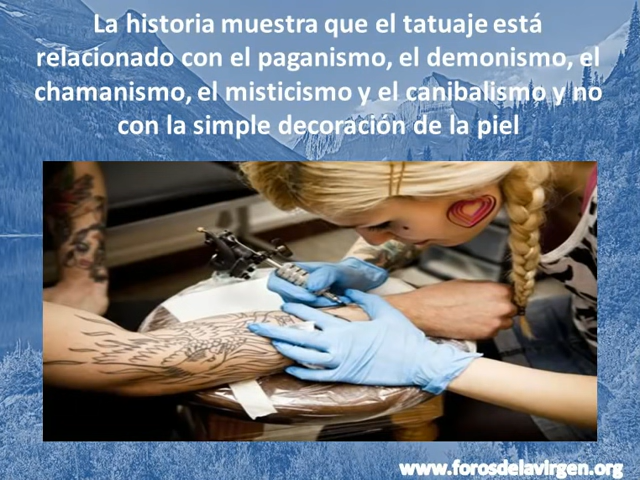 La historia muestra que el tatuaje está
relacionado con el paganismo, el demonismo, el
chamanismo, el misticismo y el canibalismo y no
con la simple decoración de la piel
www.forosdelavirgen.org